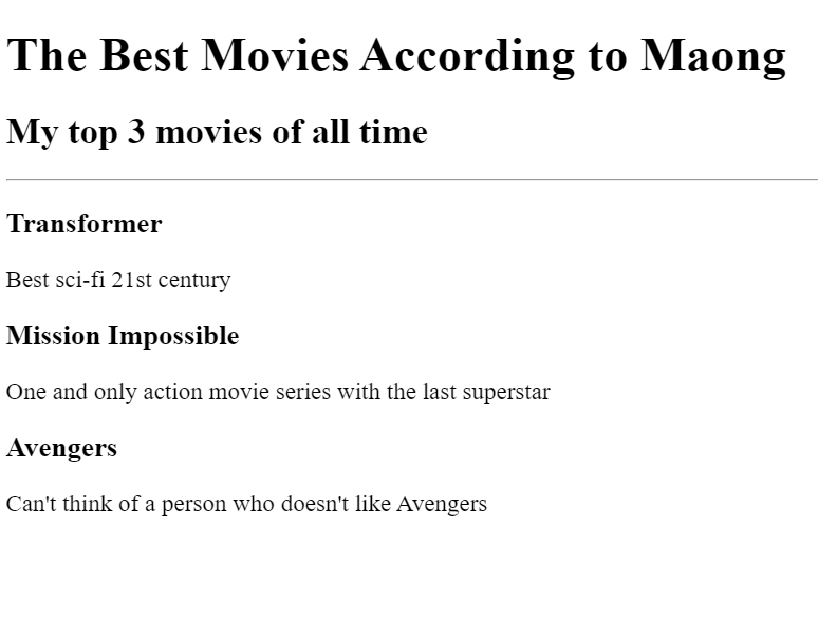 The Best Movies According to Maong
My top 3 movies of all time
Transformer
Best sci-fi 21st century
Mission Impossible
One and only action movie series with the last superstar
Avengers
Can't think of a person who doesn't like Avengers